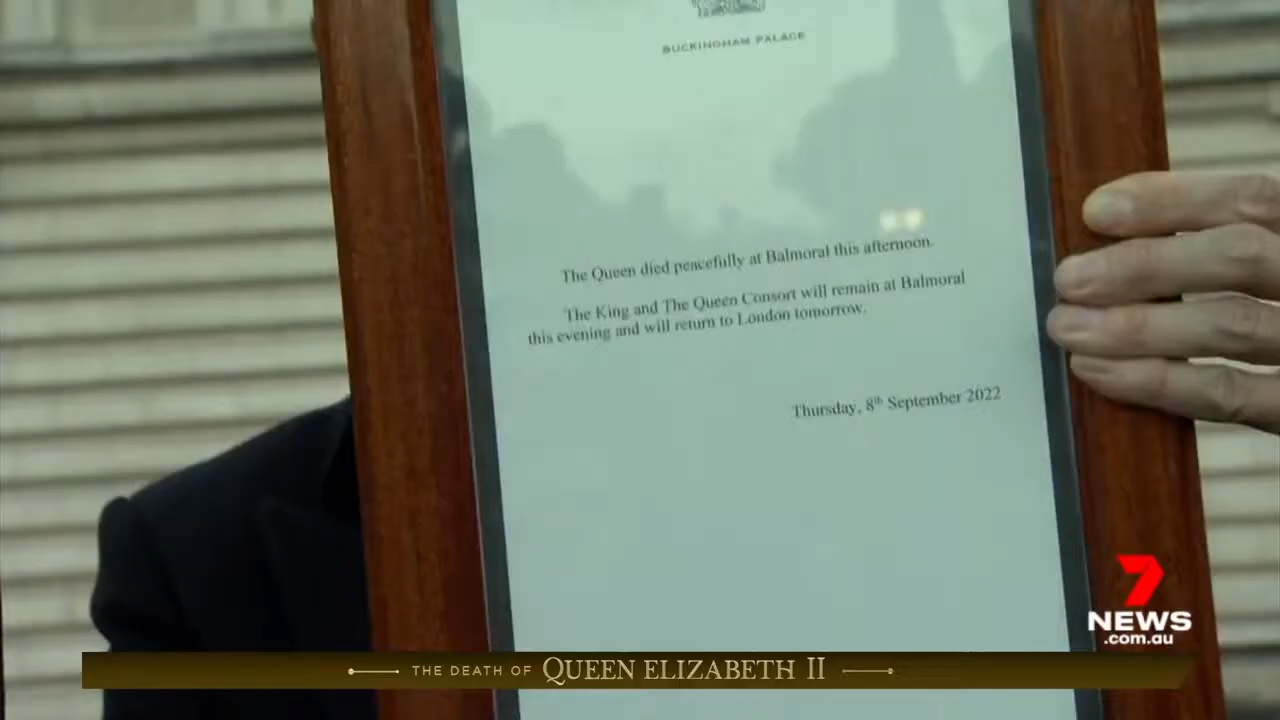 BUCKINGHAM PALACE
The Queen died peacefully at Balmoral this afternoon.
The King and The Queen Consort will remain at Balmoral
this evening and will return to London tomorrow.
Thursday, 8th September 2022
7
NEWS
.com.au
THE DEATH OF QUEEN ELIZABETH II